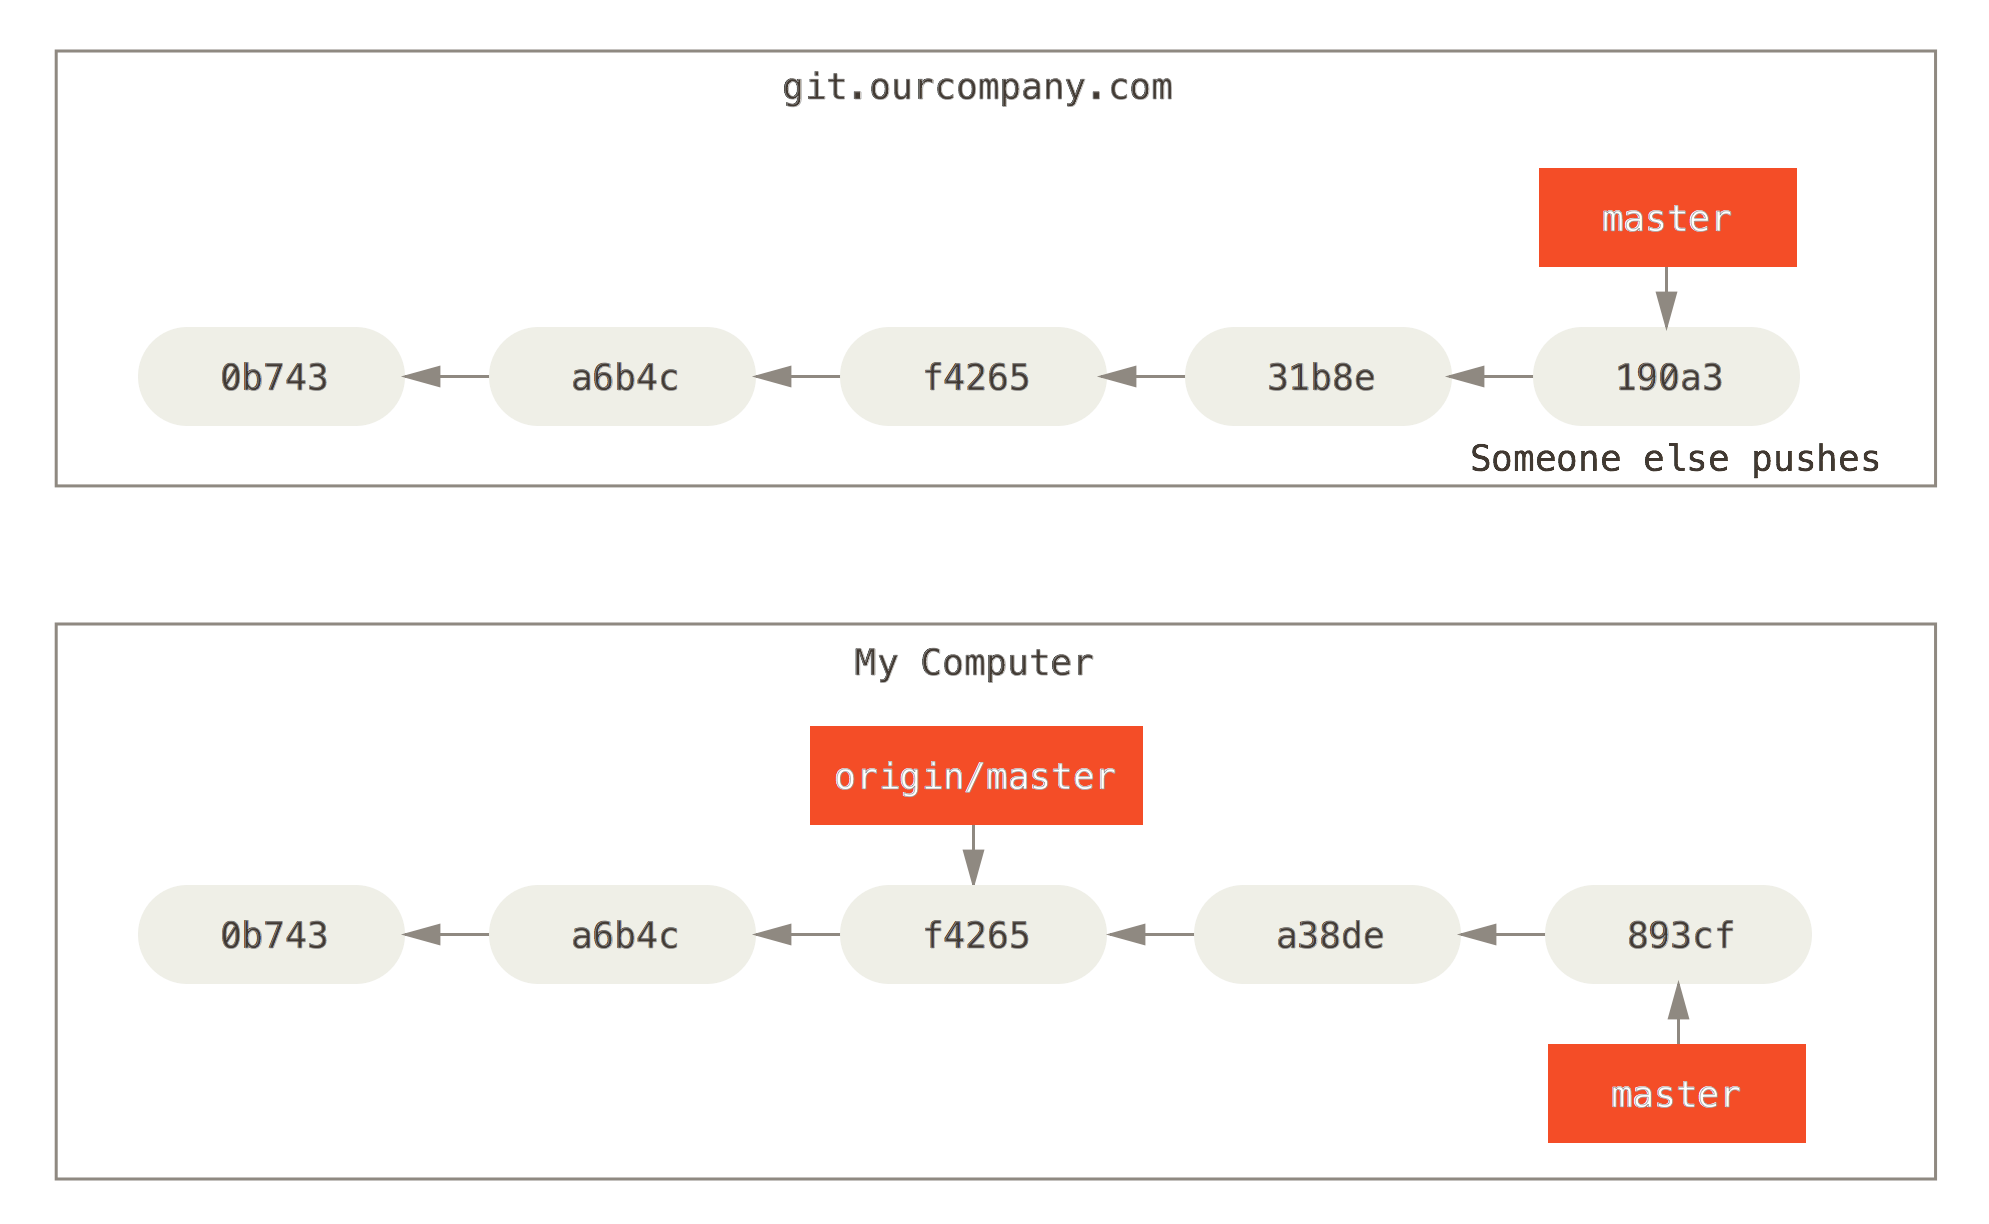 git.ourcompany.com
master
0b743 a6b4c f4265 31b8e 190a3
Someone else pushes
My Computer
origin/master
0b743 a6b4c f4265 a38de 893cf
master